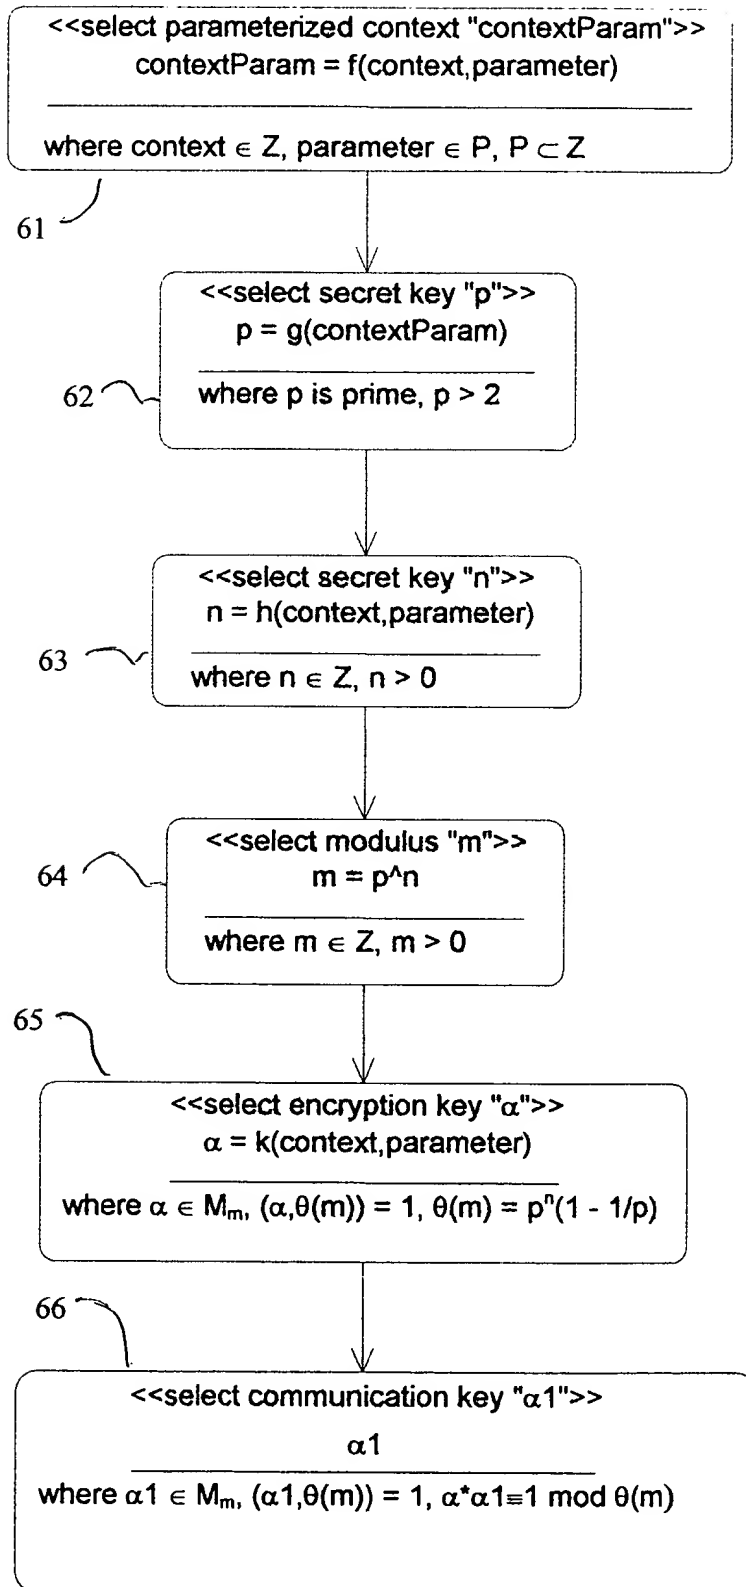 <<select parameterized context "contextParam">>
contextParam = f(context,parameter)
where context ∈ Z, parameter ∈ P, P ⊂ Z
61
<<select secret key "p">>
p = g(contextParam)
where p is prime, p > 2
62
<<select secret key "n">>
n = h(context,parameter)
where n ∈ Z, n > 0
63
<<select modulus "m">>
m = p^n
where m ∈ Z, m > 0
64
65
<<select encryption key "α">>
α = k(context,parameter)
where α ∈ Mₘ, (α,θ(m)) = 1, θ(m) = pⁿ(1 - 1/p)
66
<<select communication key "α1">>
α1
where α1 ∈ Mₘ, (α1,θ(m)) = 1, α*α1≡1 mod θ(m)